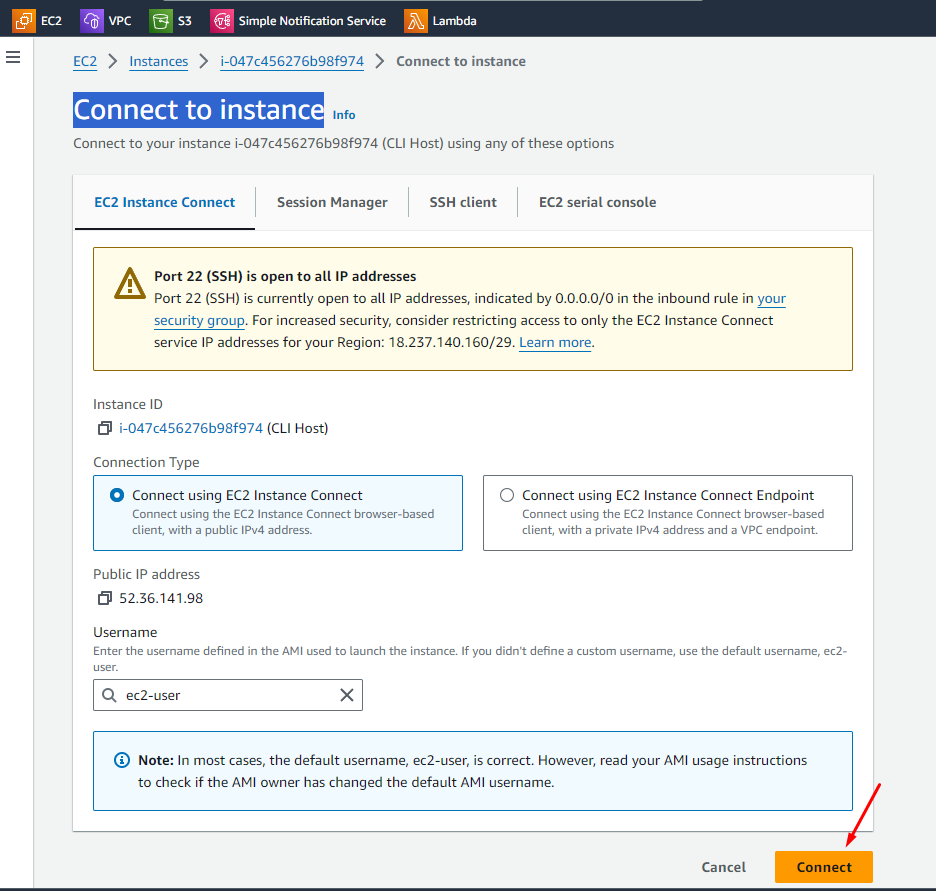 EC2 VPC S3 Simple Notification Service Lambda
EC2 > Instances > i-047c456276b98f974 > Connect to instance
Connect to instance Info
Connect to your instance i-047c456276b98f974 (CLI Host) using any of these options
EC2 Instance Connect Session Manager SSH client EC2 serial console
Port 22 (SSH) is open to all IP addresses
Port 22 (SSH) is currently open to all IP addresses, indicated by 0.0.0.0/0 in the inbound rule in your
security group. For increased security, consider restricting access to only the EC2 Instance Connect
service IP addresses for your Region: 18.237.140.160/29. Learn more.
Instance ID
i-047c456276b98f974 (CLI Host)
Connection Type
Connect using EC2 Instance Connect
Connect using the EC2 Instance Connect browser-based
client, with a public IPv4 address.
Connect using EC2 Instance Connect Endpoint
Connect using the EC2 Instance Connect browser-based
client, with a private IPv4 address and a VPC endpoint.
Public IP address
52.36.141.98
Username
Enter the username defined in the AMI used to launch the instance. If you didn't define a custom username, use the default username, ec2-
user.
ec2-user
Note: In most cases, the default username, ec2-user, is correct. However, read your AMI usage instructions
to check if the AMI owner has changed the default AMI username.
Cancel Connect